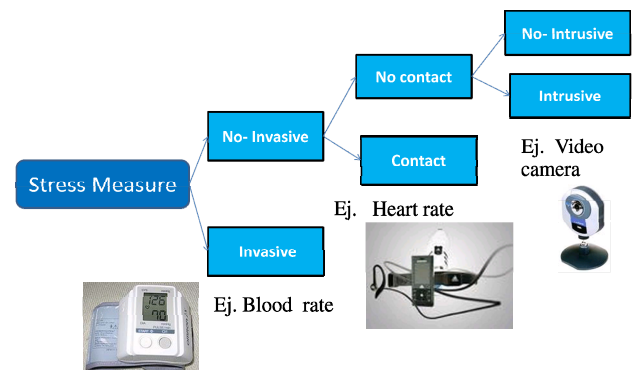 No- Intrusive
No contact
Intrusive
No- Invasive
Ej. Video
camera
Contact
Stress Measure
Ej. Heart rate
Invasive
Ej. Blood rate